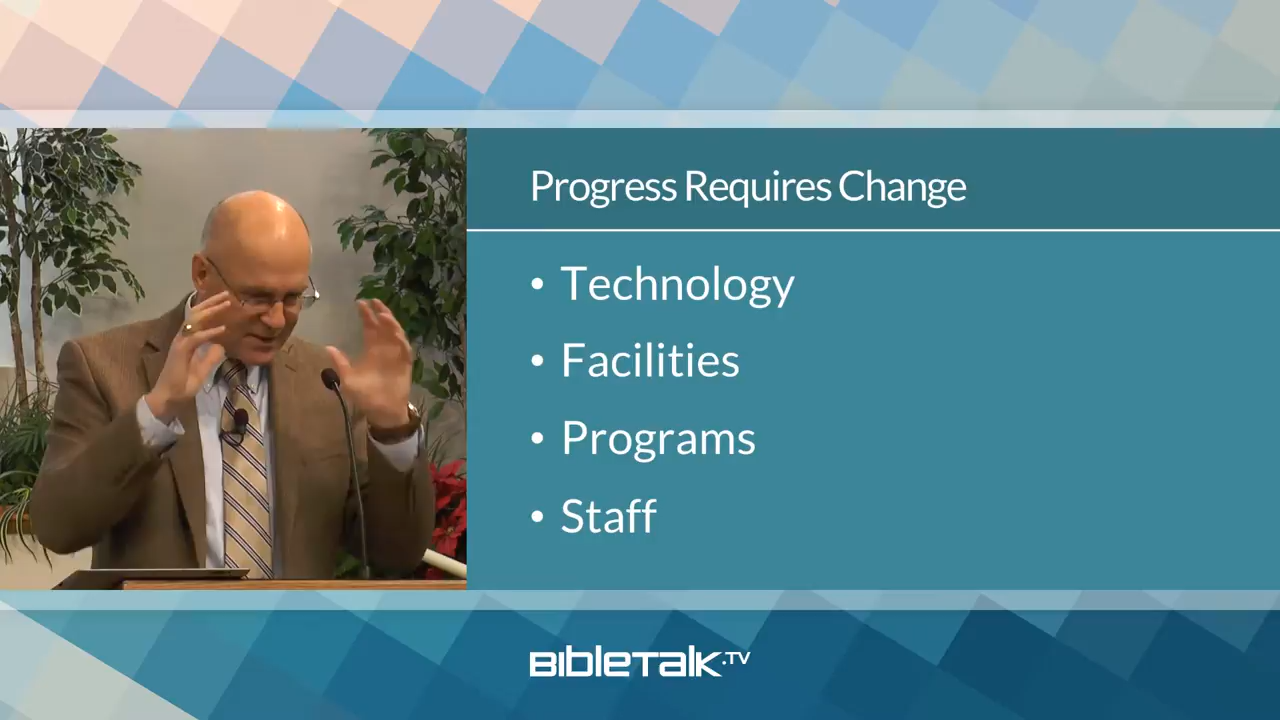 Progress Requires Change
• Technology
• Facilities
• Programs
• Staff
BIBLETALK.TV